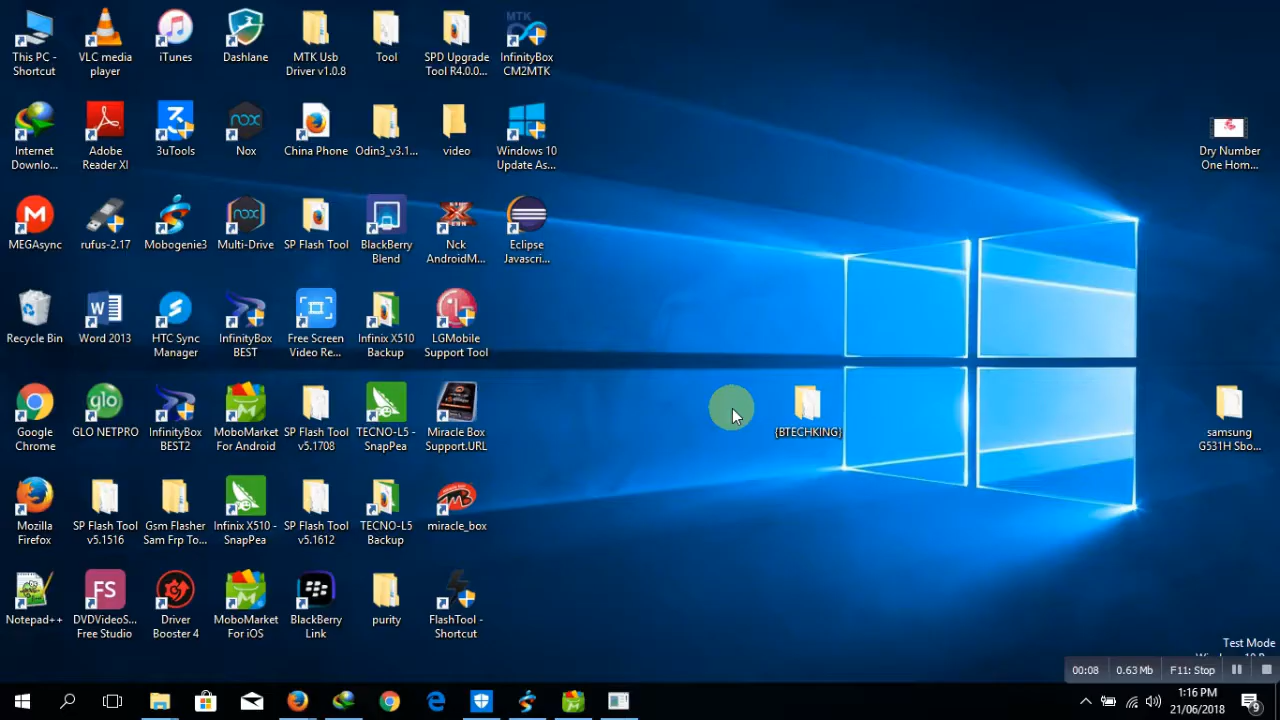 MTK
This PC -
Shortcut
VLC media
player
iTunes
Dashlane
MTK Usb
Driver v1.0.8
Tool
SPD Upgrade
Tool R4.0.0...
InfinityBox
CM2MTK
Internet
Downlo...
Adobe
Reader XI
3uTools
nox
Nox
China Phone
Odin3_v3.1...
video
Windows 10
Update As...
Dry Number
One Hom...
MEGAsync
rufus-2.17
Mobogenie3
nox
Multi-Drive
SP Flash Tool
BlackBerry
Blend
Nck
AndroidM...
Eclipse
Javascri...
Recycle Bin
Word 2013
HTC Sync
Manager
InfinityBox
BEST
Free Screen
Video Re...
Infinix X510
Backup
LGMobile
Support Tool
Google
Chrome
glo
GLO NETPRO
InfinityBox
BEST2
MoboMarket
For Android
SP Flash Tool
v5.1708
TECNO-L5 -
SnapPea
Miracle Box
Support.URL
{BTECHKING}
samsung
G531H Sbo...
Mozilla
Firefox
SP Flash Tool
v5.1516
Gsm Flasher
Sam Frp To...
Infinix X510 -
SnapPea
SP Flash Tool
v5.1612
TECNO-L5
Backup
miracle_box
Notepad++
FS
DVDVideoS...
Free Studio
Driver
Booster 4
MoboMarket
For iOS
BlackBerry
Link
purity
FlashTool -
Shortcut
Test Mode
00:08
0.63Mb
F11: Stop
1:16 PM
21/06/2018
9